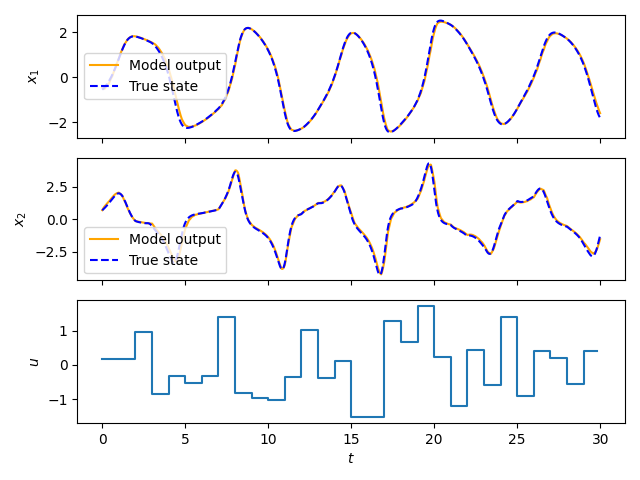 2
0
−2
x₁
Model output
True state
2.5
0.0
−2.5
x₂
Model output
True state
1
0
−1
u
0 5 10 15 20 25 30
t